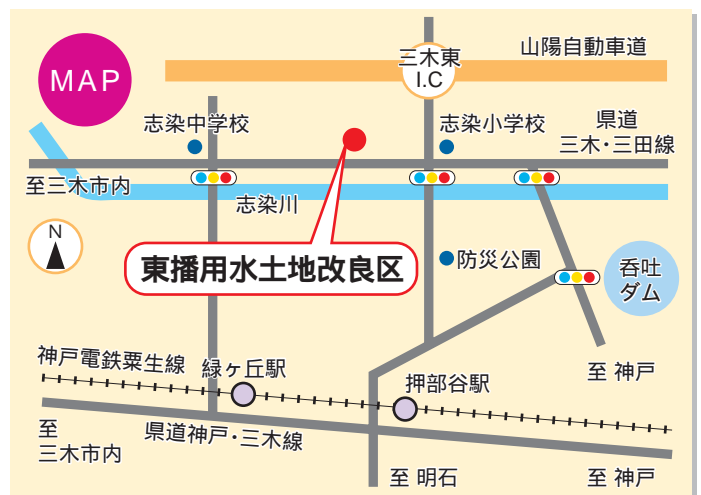 MAP
三木東
I.C
山陽自動車道
志染中学校
志染小学校
県道
三木・三田線
至三木市内
志染川
N
東播用水土地改良区
防災公園
呑吐
ダム
神戸電鉄粟生線
緑ヶ丘駅
押部谷駅
至 神戸
至
三木市内
県道神戸・三木線
至 明石
至 神戸